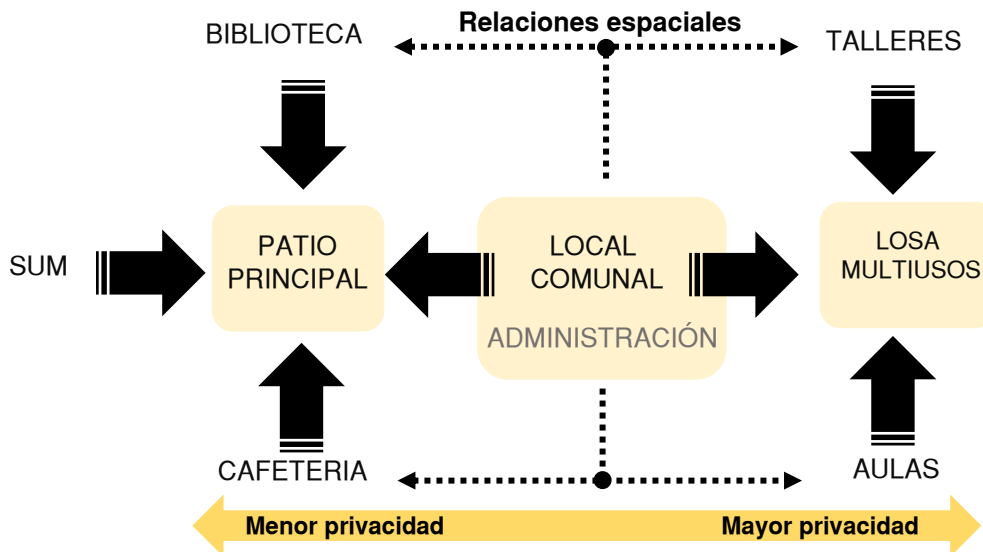 Relaciones espaciales
BIBLIOTECA
TALLERES
SUM
PATIO
PRINCIPAL
LOCAL
COMUNAL
ADMINISTRACIÓN
LOSA
MULTIUSOS
CAFETERIA
AULAS
Menor privacidad
Mayor privacidad